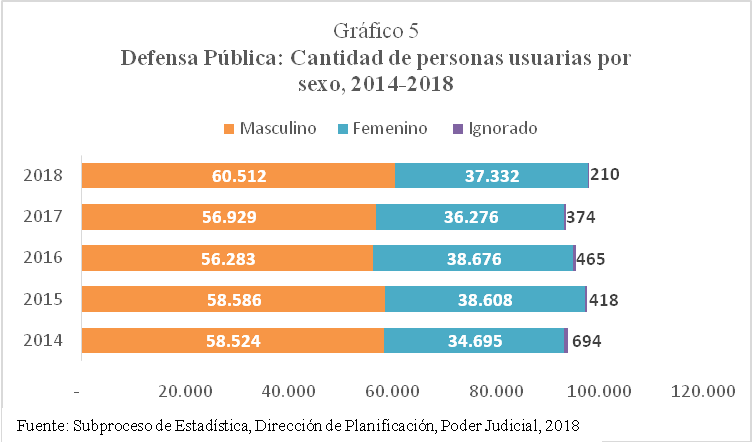 Gráfico 5
Defensa Pública: Cantidad de personas usuarias por
sexo, 2014-2018
Masculino Femenino Ignorado
2018 60.512 37.332 210
2017 56.929 36.276 374
2016 56.283 38.676 465
2015 58.586 38.608 418
2014 58.524 34.695 694
- 20.000 40.000 60.000 80.000 100.000 120.000
Fuente: Subproceso de Estadística, Dirección de Planificación, Poder Judicial, 2018